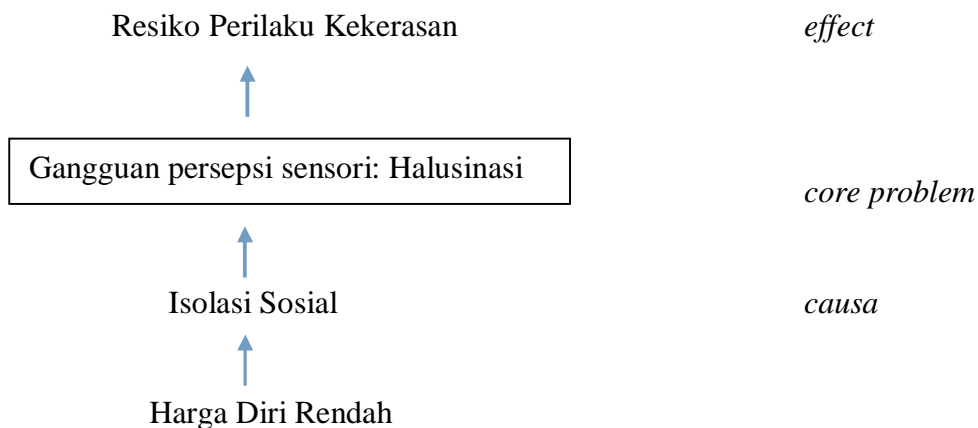 Resiko Perilaku Kekerasan effect
Gangguan persepsi sensori: Halusinasi
core problem
Isolasi Sosial causa
Harga Diri Rendah